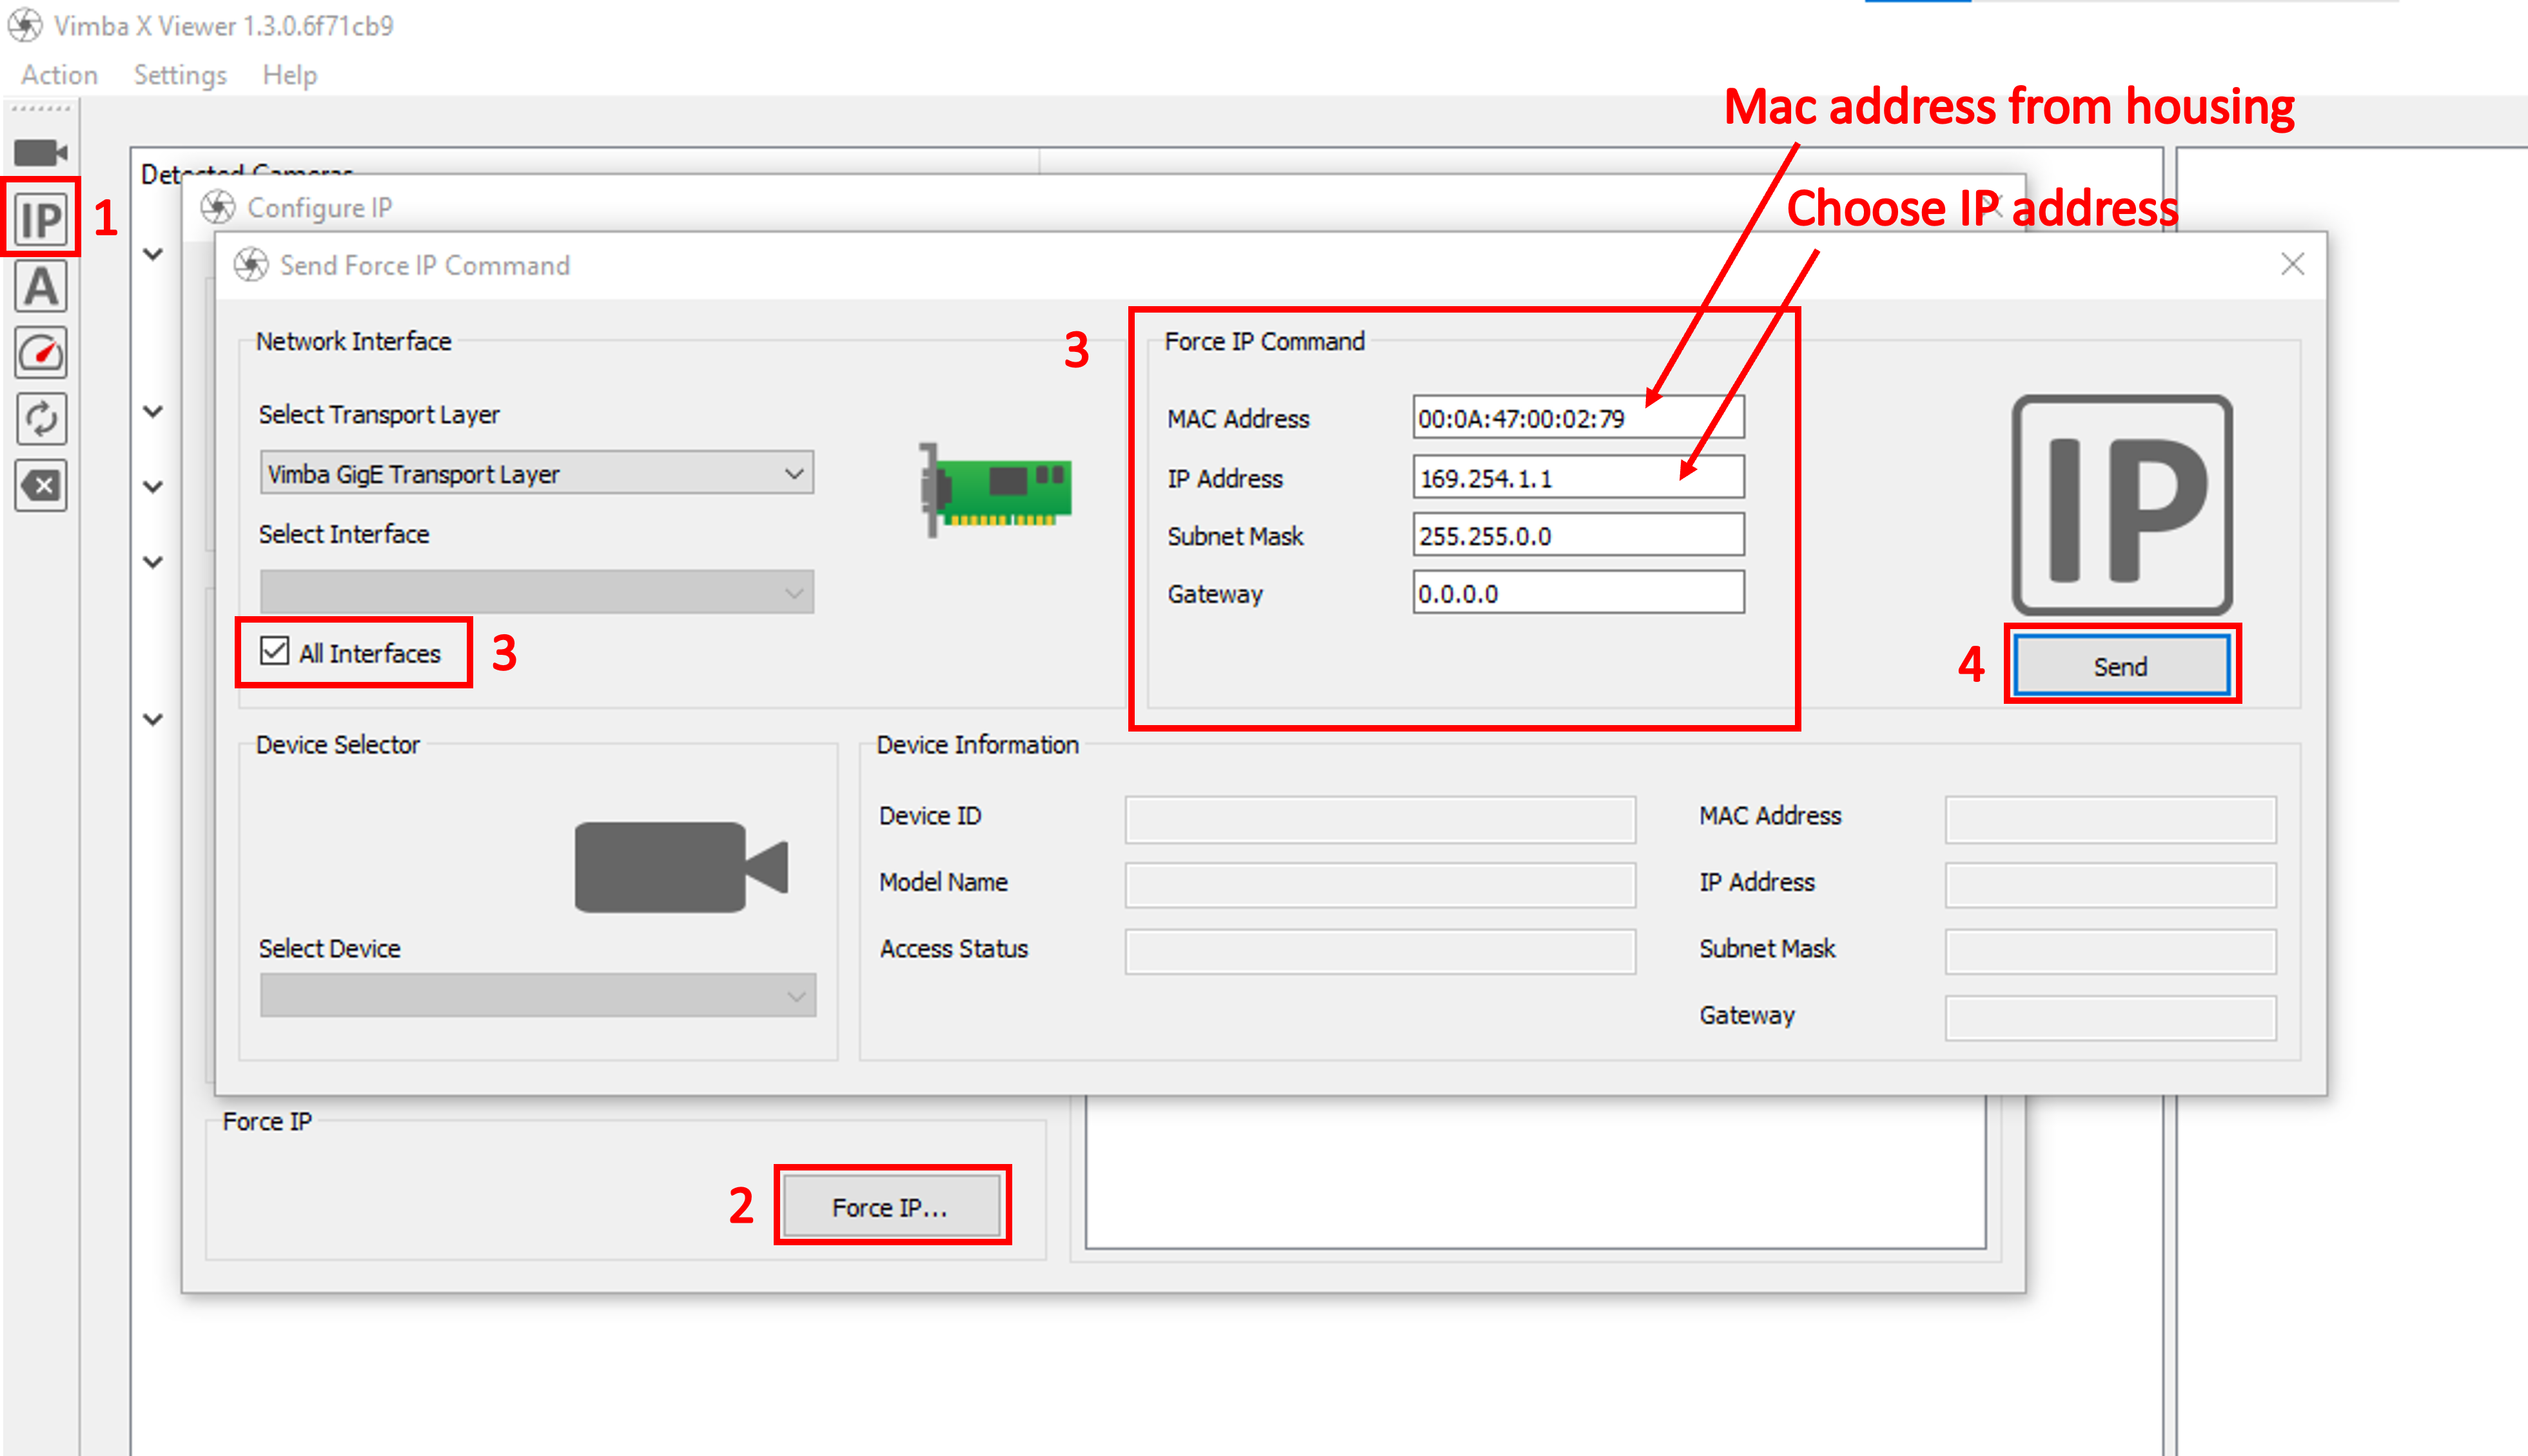 Vimba X Viewer 1.3.0.6f71cb9
Action Settings Help
Mac address from housing
Detected Cameras
IP 1
Configure IP
Choose IP address
Send Force IP Command
A
Network Interface
3
Force IP Command
Select Transport Layer
MAC Address 00:0A:47:00:02:79
Vimba GigE Transport Layer
IP Address 169.254.1.1
IP
Select Interface
Subnet Mask 255.255.0.0
Gateway 0.0.0.0
All Interfaces 3
4 Send
Device Selector
Device Information
Device ID
MAC Address
Model Name
IP Address
Select Device
Access Status
Subnet Mask
Gateway
Force IP
2 Force IP...